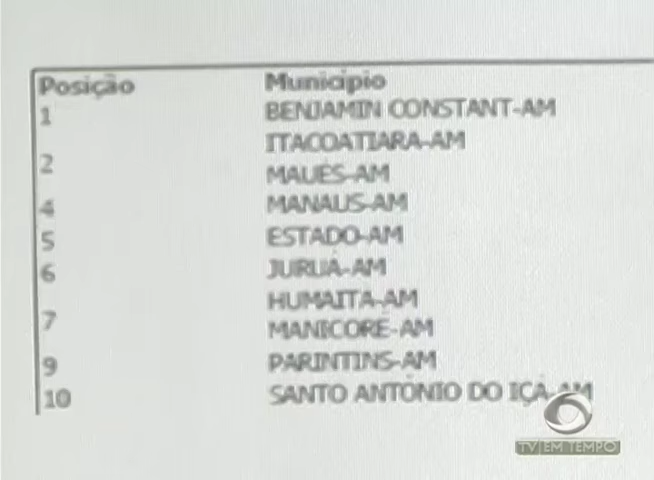 Posição Município
1 BENJAMIN CONSTANT-AM
ITACOATIARA-AM
2
MAUÉS-AM
4 MANAUS-AM
5 ESTADO-AM
6 JURUÁ-AM
HUMAITA-AM
7
MANICORÉ-AM
9 PARINTINS-AM
10 SANTO ANTÔNIO DO IÇÁ-AM
TV EM TEMPO